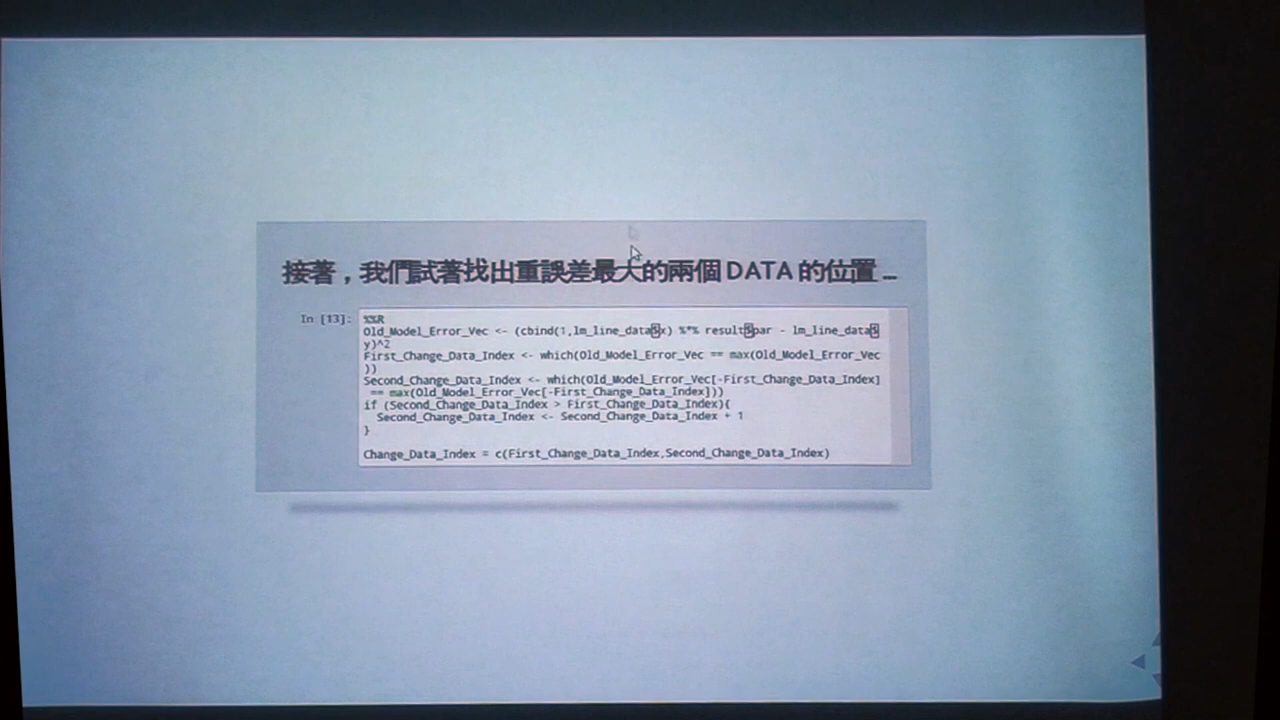 接著，我們試著找出重誤差最大的兩個 DATA 的位置 ...
In [13]:
%%R
Old_Model_Error_Vec <- (cbind(1,lm_line_data$x) %*% result$par - lm_line_data$
y)^2
First_Change_Data_Index <- which(Old_Model_Error_Vec == max(Old_Model_Error_Vec
))
Second_Change_Data_Index <- which(Old_Model_Error_Vec[-First_Change_Data_Index]
 == max(Old_Model_Error_Vec[-First_Change_Data_Index]))
if (Second_Change_Data_Index > First_Change_Data_Index){
  Second_Change_Data_Index <- Second_Change_Data_Index + 1
}
Change_Data_Index = c(First_Change_Data_Index,Second_Change_Data_Index)